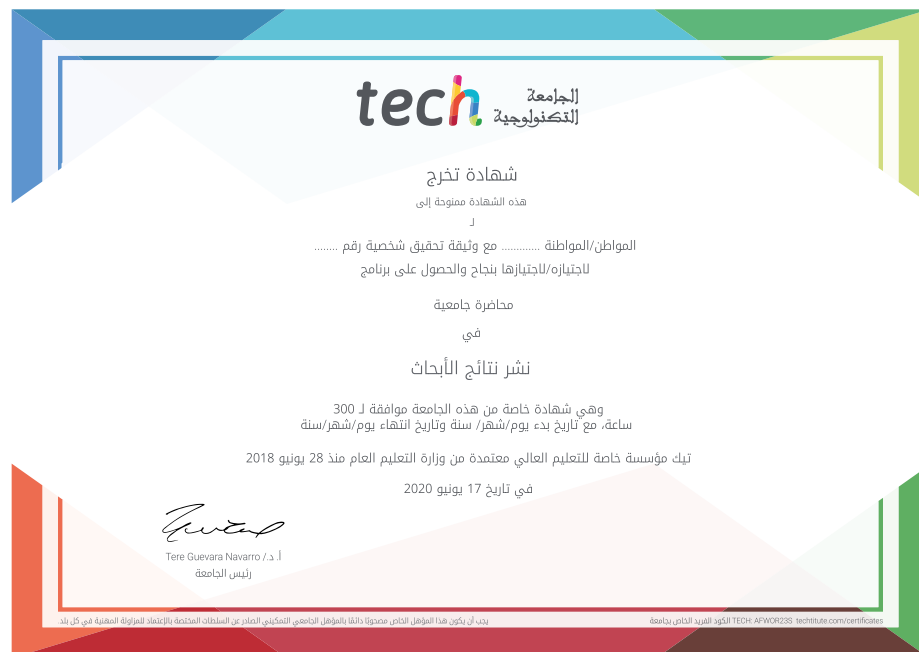 tech الجامعة
التكنولوجية
شهادة تخرج
هذه الشهادة ممنوحة إلى
لـ
المواطن/المواطنة ............ مع وثيقة تحقيق شخصية رقم ........
لاجتيازه/لاجتيازها بنجاح والحصول على برنامج
محاضرة جامعية
في
نشر نتائج الأبحاث
وهي شهادة خاصة من هذه الجامعة موافقة لـ 300
ساعة، مع تاريخ بدء يوم/شهر/ سنة وتاريخ انتهاء يوم/شهر/سنة
تيك مؤسسة خاصة للتعليم العالي معتمدة من وزارة التعليم العام منذ 28 يونيو 2018
في تاريخ 17 يونيو 2020
أ. د./ Tere Guevara Navarro
رئيس الجامعة
الكود الفريد الخاص بجامعة TECH: AFWOR23S techtitute.com/certificates
يجب أن يكون هذا المؤهل الخاص مصحوبًا دائمًا بالمؤهل الجامعي التمكيني الصادر عن السلطات المختصة بالإعتماد للمزاولة المهنية في كل بلد.